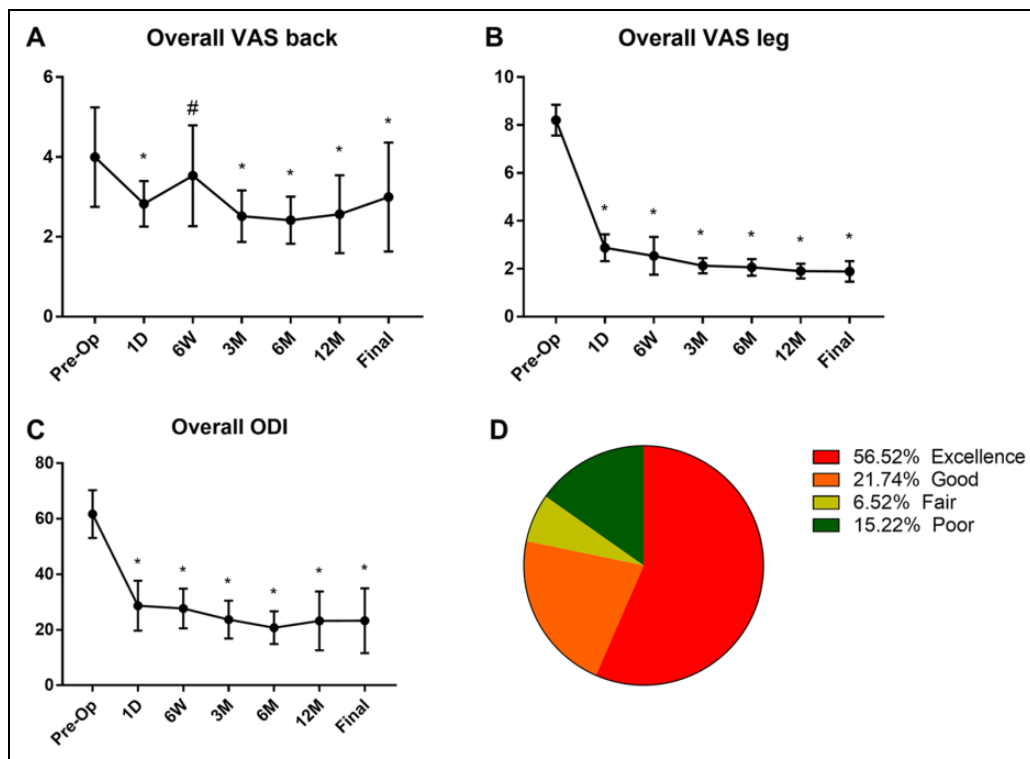 A
Overall VAS back
6
4
2
0
*
#
*
*
*
*
Pre-Op
1D
6W
3M
6M
12M
Final
B
Overall VAS leg
10
8
6
4
2
0
*
*
*
*
*
*
Pre-Op
1D
6W
3M
6M
12M
Final
C
Overall ODI
80
60
40
20
0
*
*
*
*
*
*
Pre-Op
1D
6W
3M
6M
12M
Final
D
56.52% Excellence
21.74% Good
6.52% Fair
15.22% Poor